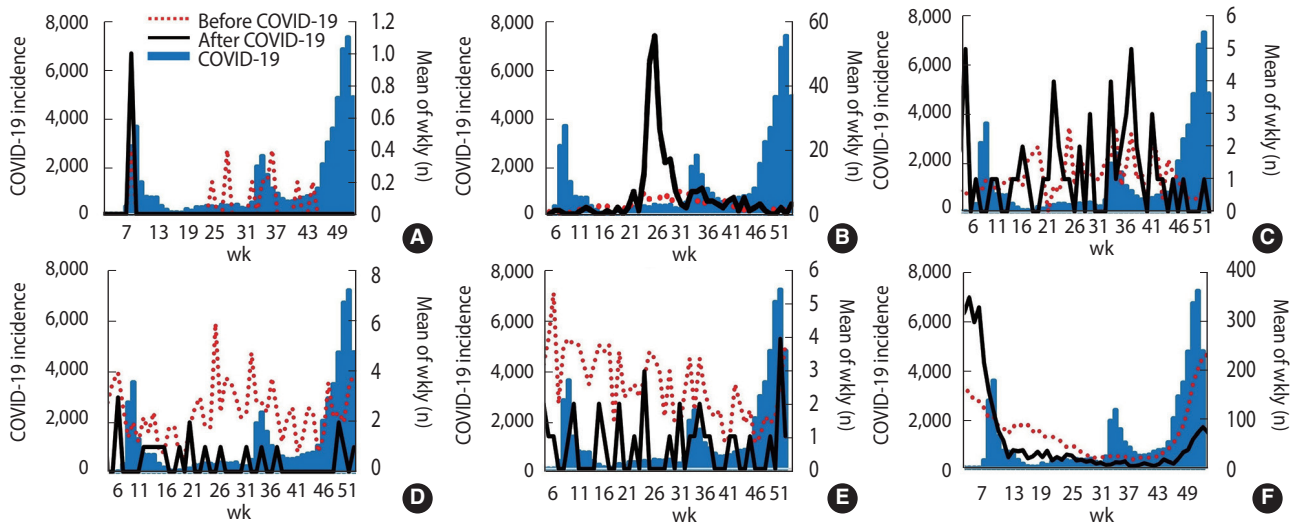 Before COVID-19
After COVID-19
COVID-19
COVID-19 incidence
8,000
6,000
4,000
2,000
0
7 13 19 25 31 37 43 49
wk
1.2
1.0
0.8
0.6
0.4
0.2
0
Mean of wkly (n)
A
COVID-19 incidence
8,000
6,000
4,000
2,000
0
6 11 16 21 26 31 36 41 46 51
wk
60
40
20
0
Mean of wkly (n)
B
COVID-19 incidence
8,000
6,000
4,000
2,000
0
6 11 16 21 26 31 36 41 46 51
wk
6
5
4
3
2
1
0
Mean of wkly (n)
C
COVID-19 incidence
8,000
6,000
4,000
2,000
0
6 11 16 21 26 31 36 41 46 51
wk
8
6
4
2
0
Mean of wkly (n)
D
COVID-19 incidence
8,000
6,000
4,000
2,000
0
6 11 16 21 26 31 36 41 46 51
wk
6
5
4
3
2
1
0
Mean of wkly (n)
E
COVID-19 incidence
8,000
6,000
4,000
2,000
0
7 13 19 25 31 37 43 49
wk
400
300
200
100
0
Mean of wkly (n)
F